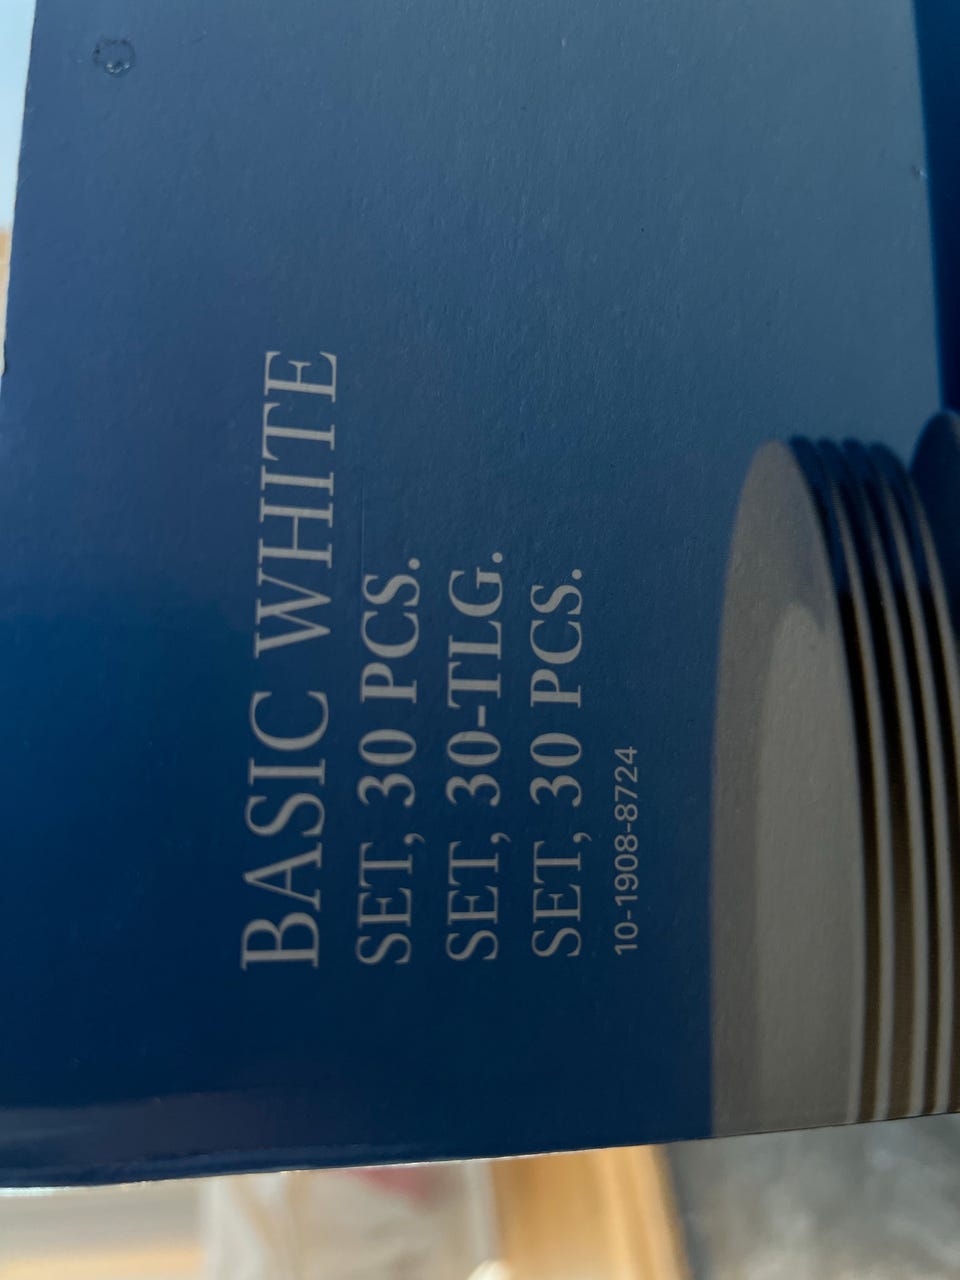 BASIC WHITE
SET, 30 PCS.
SET, 30-TLG.
SET, 30 PCS.
10-1908-8724